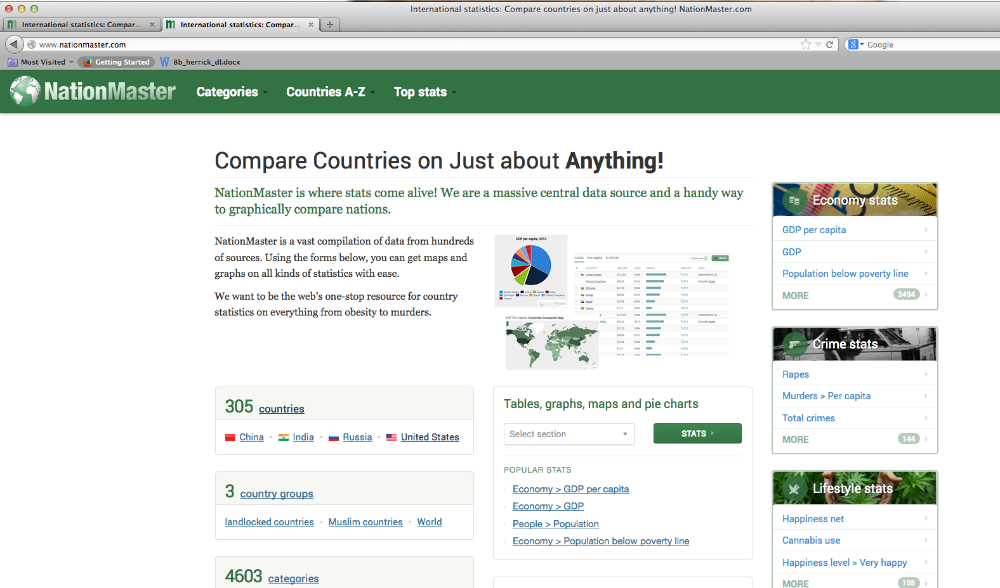 International statistics: Compare countries on just about anything! NationMaster.com
International statistics: Compar...
International statistics: Compar...
www.nationmaster.com
Google
Most Visited
Getting Started
8b_herrick_dl.docx
NationMaster
Categories
Countries A-Z
Top stats
Compare Countries on Just about Anything!
NationMaster is where stats come alive! We are a massive central data source and a handy way
to graphically compare nations.
NationMaster is a vast compilation of data from hundreds
of sources. Using the forms below, you can get maps and
graphs on all kinds of statistics with ease.
We want to be the web's one-stop resource for country
statistics on everything from obesity to murders.
GDP per capita, 2012
Totals Per capita % of GDP
GDP Per Capita: Countries Compared Map
305 countries
China • India • Russia • United States
3 country groups
landlocked countries • Muslim countries • World
4603 categories
Tables, graphs, maps and pie charts
Select section
STATS
POPULAR STATS
Economy > GDP per capita
Economy > GDP
People > Population
Economy > Population below poverty line
Economy stats
GDP per capita
GDP
Population below poverty line
MORE 3494
Crime stats
Rapes
Murders > Per capita
Total crimes
MORE 144
Lifestyle stats
Happiness net
Cannabis use
Happiness level > Very happy
MORE 105